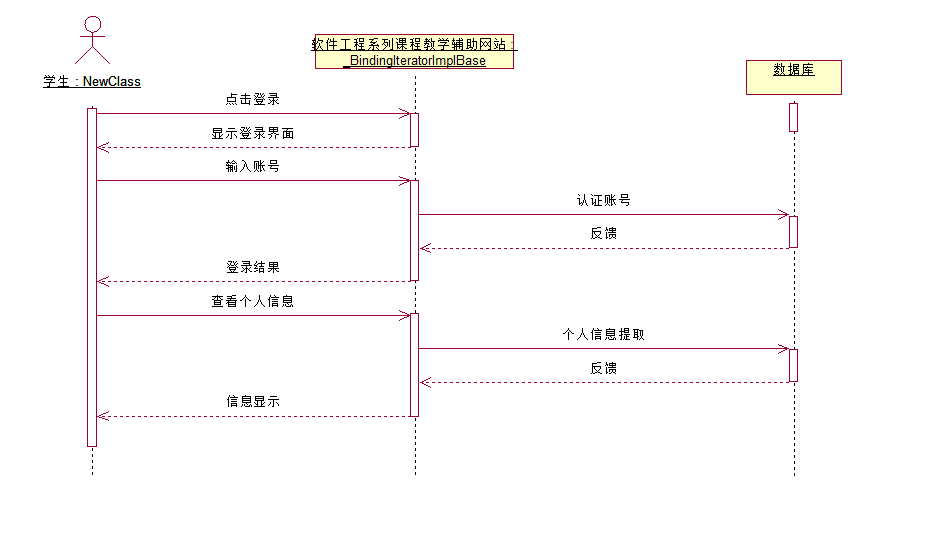 软件工程系列课程教学辅助网站 :
_BindingIteratorImplBase
数据库
学生 : NewClass
点击登录
显示登录界面
输入账号
认证账号
反馈
登录结果
查看个人信息
个人信息提取
反馈
信息显示